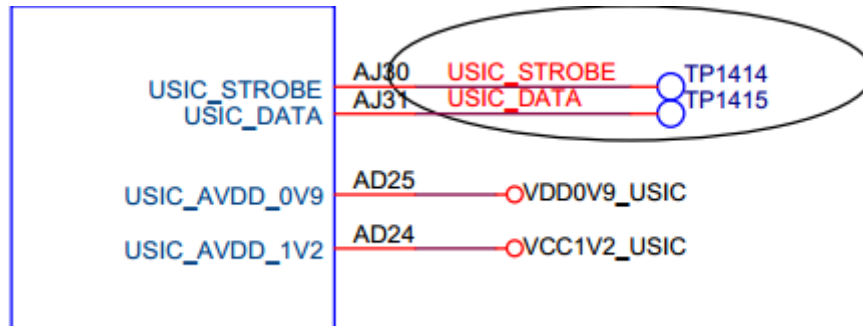 USIC_STROBE AJ30 USIC_STROBE TP1414
USIC_DATA AJ31 USIC_DATA TP1415
USIC_AVDD_0V9 AD25 VDD0V9_USIC
USIC_AVDD_1V2 AD24 VCC1V2_USIC